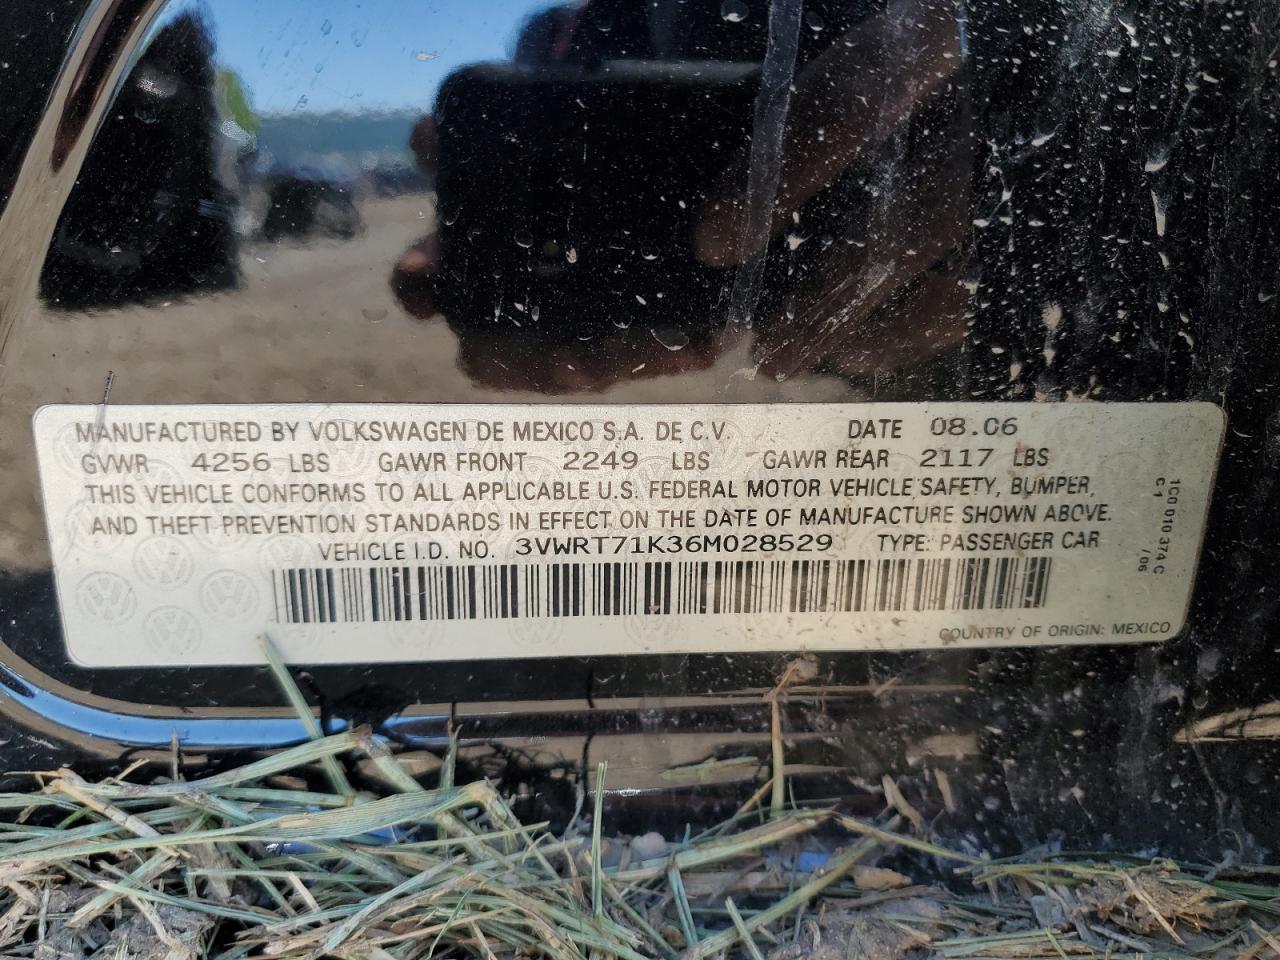 MANUFACTURED BY VOLKSWAGEN DE MEXICO S.A. DE C.V. DATE 08.06
GVWR 4256 LBS GAWR FRONT 2249 LBS GAWR REAR 2117 LBS
THIS VEHICLE CONFORMS TO ALL APPLICABLE U.S. FEDERAL MOTOR VEHICLE SAFETY, BUMPER,
AND THEFT PREVENTION STANDARDS IN EFFECT ON THE DATE OF MANUFACTURE SHOWN ABOVE.
VEHICLE I.D. NO. 3VWRT71K36M028529 TYPE: PASSENGER CAR
COUNTRY OF ORIGIN: MEXICO
1C0 010 374 C
C1 /06